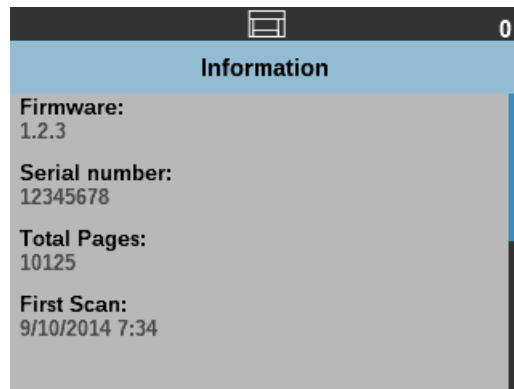 0
Information
Firmware:
1.2.3
Serial number:
12345678
Total Pages:
10125
First Scan:
9/10/2014 7:34